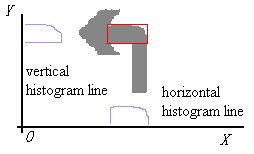 Y
vertical
histogram line
horizontal
histogram line
O
X